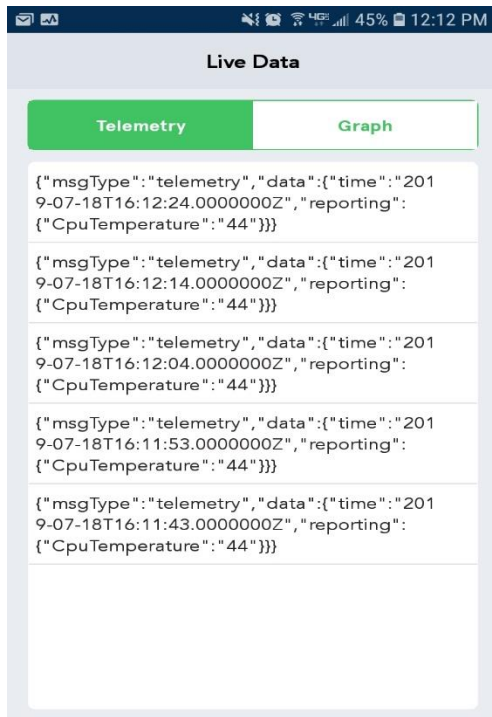 4GE 45% 12:12 PM
Live Data
Telemetry Graph
{"msgType":"telemetry","data":{"time":"201
9-07-18T16:12:24.0000000Z","reporting":
{"CpuTemperature":"44"}}}
{"msgType":"telemetry","data":{"time":"201
9-07-18T16:12:14.0000000Z","reporting":
{"CpuTemperature":"44"}}}
{"msgType":"telemetry","data":{"time":"201
9-07-18T16:12:04.0000000Z","reporting":
{"CpuTemperature":"44"}}}
{"msgType":"telemetry","data":{"time":"201
9-07-18T16:11:53.0000000Z","reporting":
{"CpuTemperature":"44"}}}
{"msgType":"telemetry","data":{"time":"201
9-07-18T16:11:43.0000000Z","reporting":
{"CpuTemperature":"44"}}}